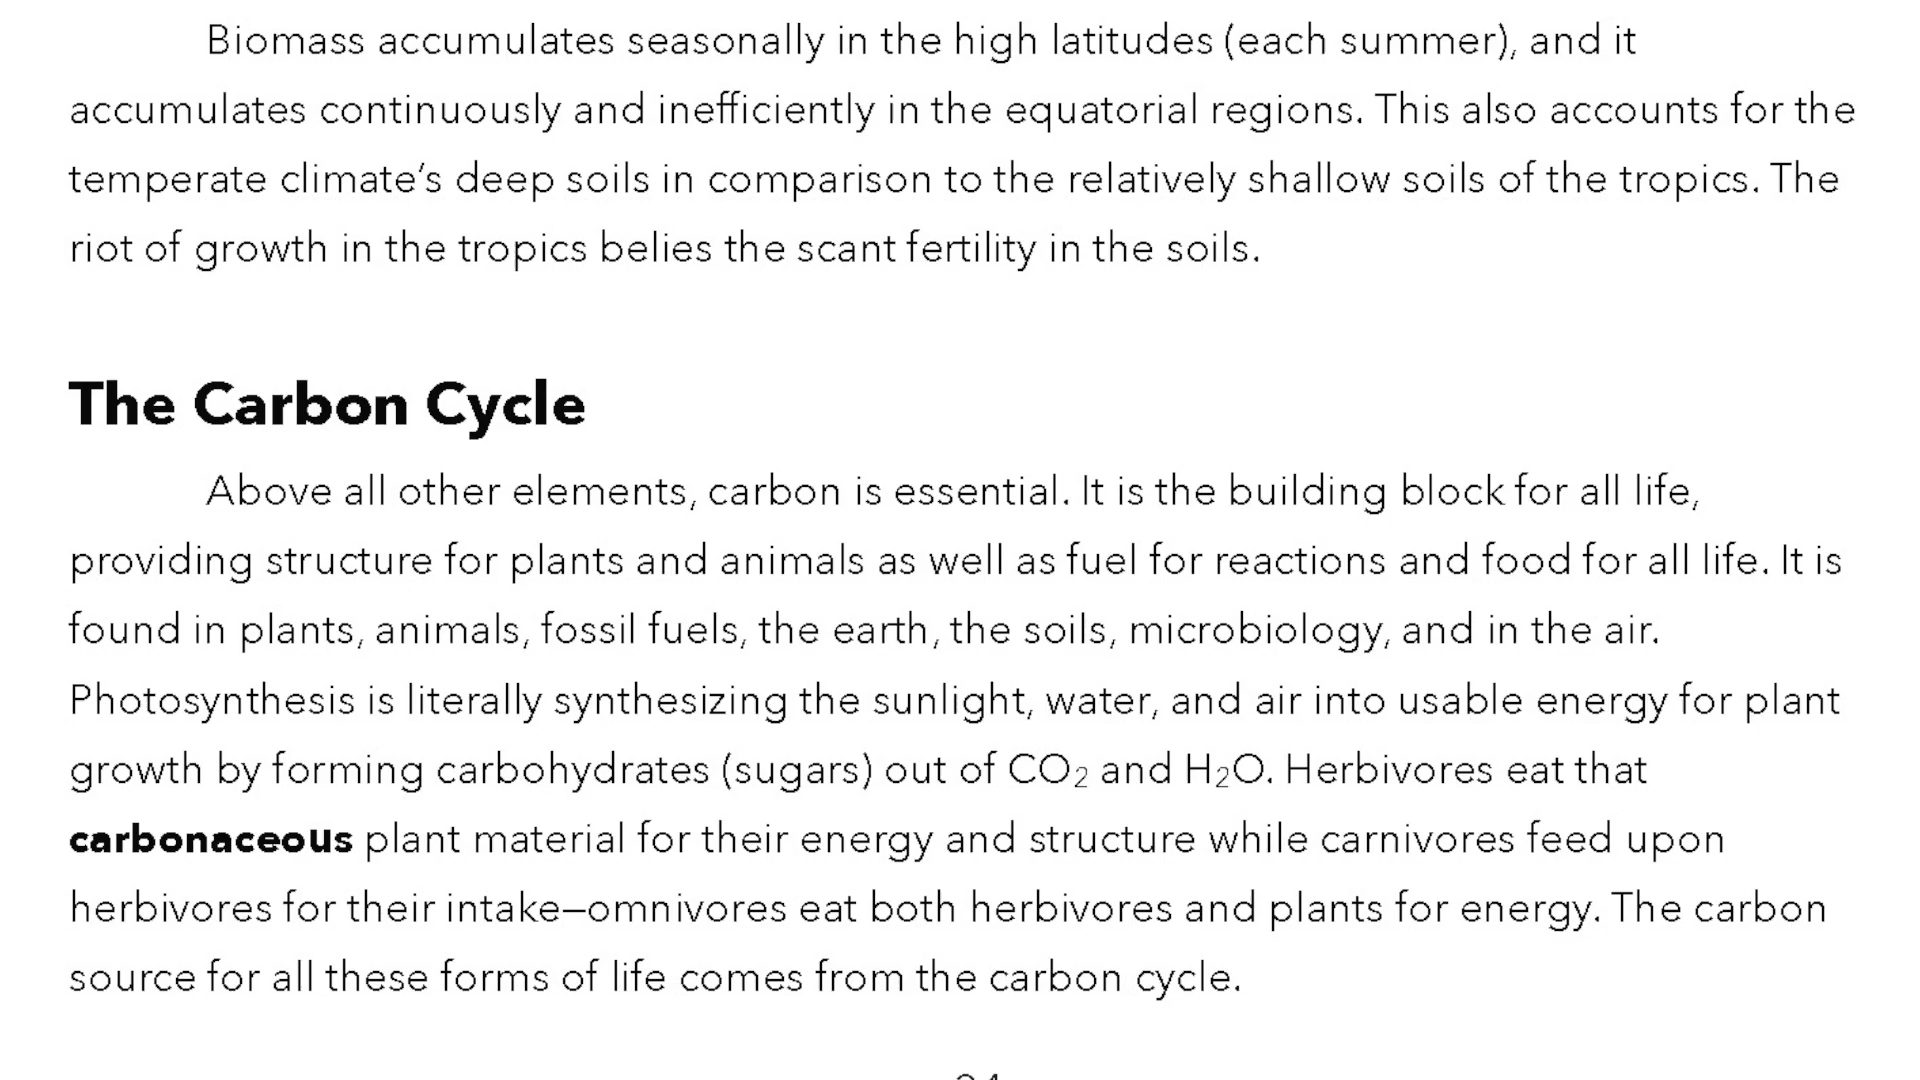 Biomass accumulates seasonally in the high latitudes (each summer), and it
accumulates continuously and inefficiently in the equatorial regions. This also accounts for the
temperate climate’s deep soils in comparison to the relatively shallow soils of the tropics. The
riot of growth in the tropics belies the scant fertility in the soils.
The Carbon Cycle
Above all other elements, carbon is essential. It is the building block for all life,
providing structure for plants and animals as well as fuel for reactions and food for all life. It is
found in plants, animals, fossil fuels, the earth, the soils, microbiology, and in the air.
Photosynthesis is literally synthesizing the sunlight, water, and air into usable energy for plant
growth by forming carbohydrates (sugars) out of CO₂ and H₂O. Herbivores eat that
carbonaceous plant material for their energy and structure while carnivores feed upon
herbivores for their intake—omnivores eat both herbivores and plants for energy. The carbon
source for all these forms of life comes from the carbon cycle.